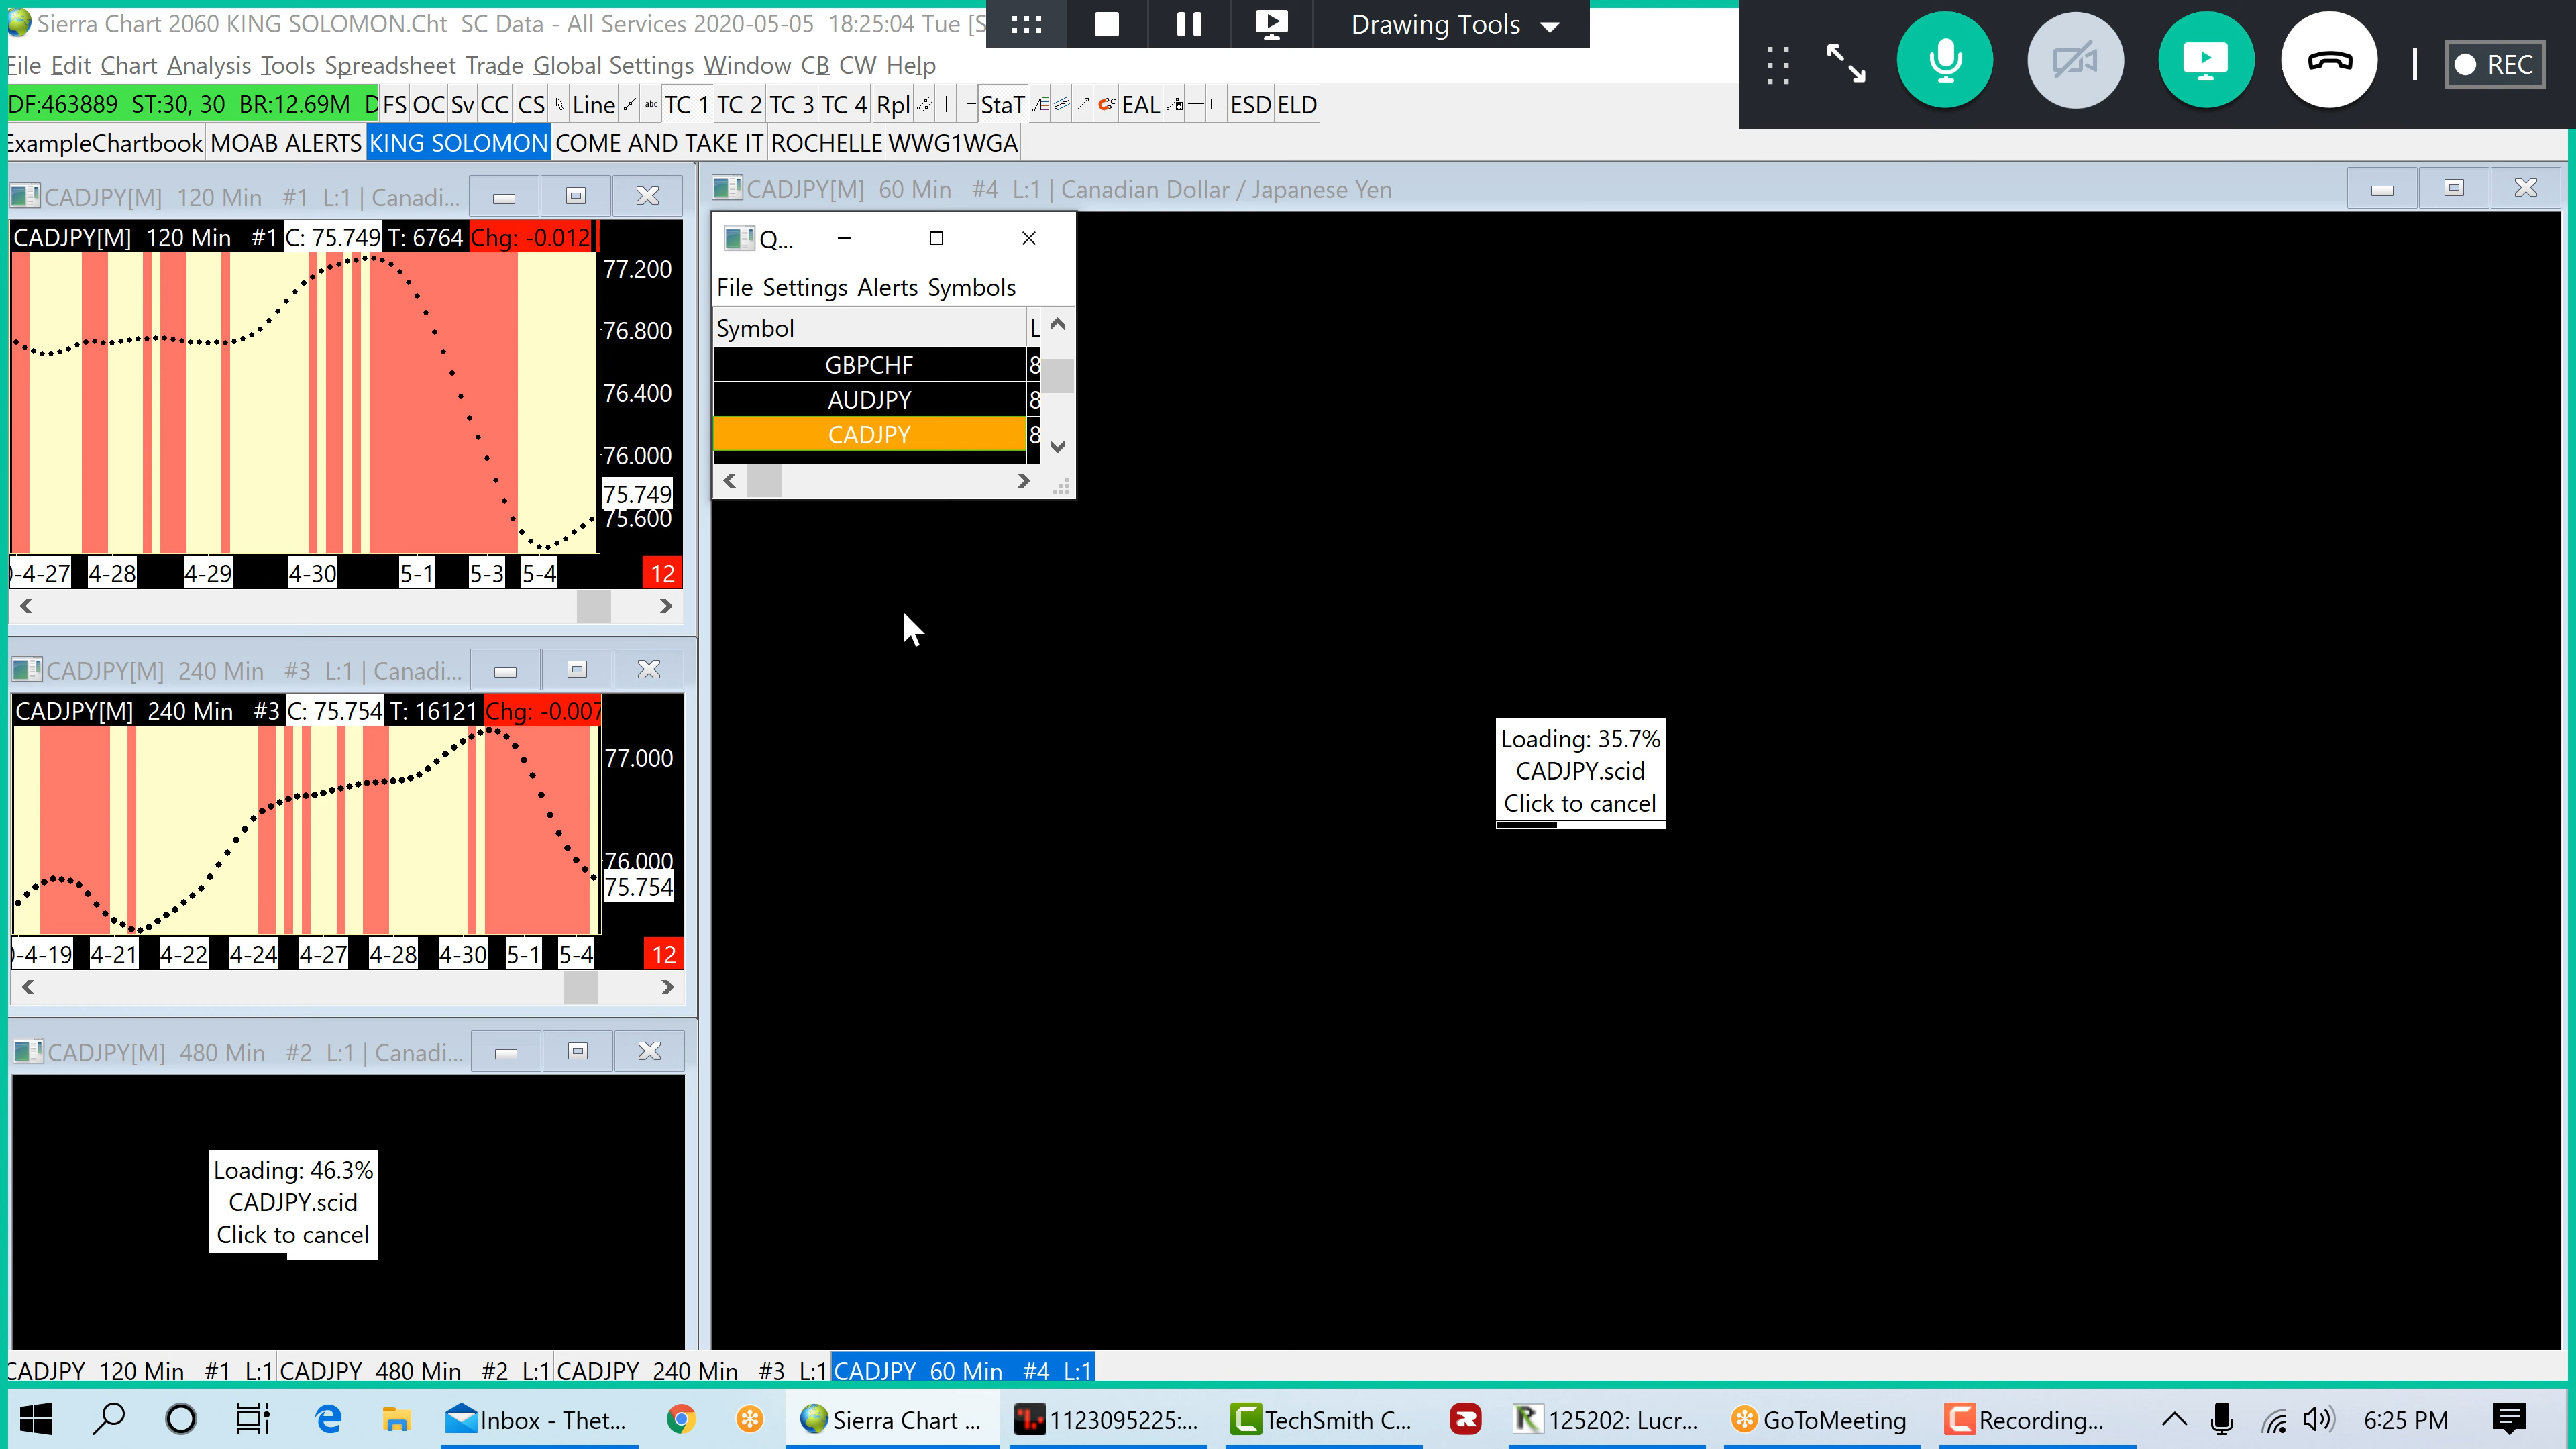 Sierra Chart 2060 KING SOLOMON.Cht  SC Data - All Services 2020-05-05  18:25:04 Tue [S
Drawing Tools
REC
File Edit Chart Analysis Tools Spreadsheet Trade Global Settings Window CB CW Help
DF:463889  ST:30, 30  BR:12.69M  D FS OC Sv CC CS Line abc TC 1 TC 2 TC 3 TC 4 Rpl StaT EAL ESD ELD
ExampleChartbook MOAB ALERTS KING SOLOMON COME AND TAKE IT ROCHELLE WWG1WGA
CADJPY[M]  120 Min  #1  L:1 | Canadi...
CADJPY[M]  120 Min  #1 C: 75.749 T: 6764 Chg: -0.012
77.200
76.800
76.400
76.000
75.749
75.600
-4-27 4-28 4-29 4-30 5-1 5-3 5-4 12
CADJPY[M]  240 Min  #3  L:1 | Canadi...
CADJPY[M]  240 Min  #3 C: 75.754 T: 16121 Chg: -0.007
77.000
76.000
75.754
-4-19 4-21 4-22 4-24 4-27 4-28 4-30 5-1 5-4 12
CADJPY[M]  480 Min  #2  L:1 | Canadi...
Loading: 46.3%
CADJPY.scid
Click to cancel
CADJPY[M]  60 Min  #4  L:1 | Canadian Dollar / Japanese Yen
Q...
File Settings Alerts Symbols
Symbol L
GBPCHF 8
AUDJPY 8
CADJPY 8
Loading: 35.7%
CADJPY.scid
Click to cancel
CADJPY  120 Min  #1  L:1 CADJPY  480 Min  #2  L:1 CADJPY  240 Min  #3  L:1 CADJPY  60 Min  #4  L:1
Inbox - Thet... Sierra Chart ... 1123095225:... TechSmith C... 125202: Lucr... GoToMeeting Recording... 6:25 PM